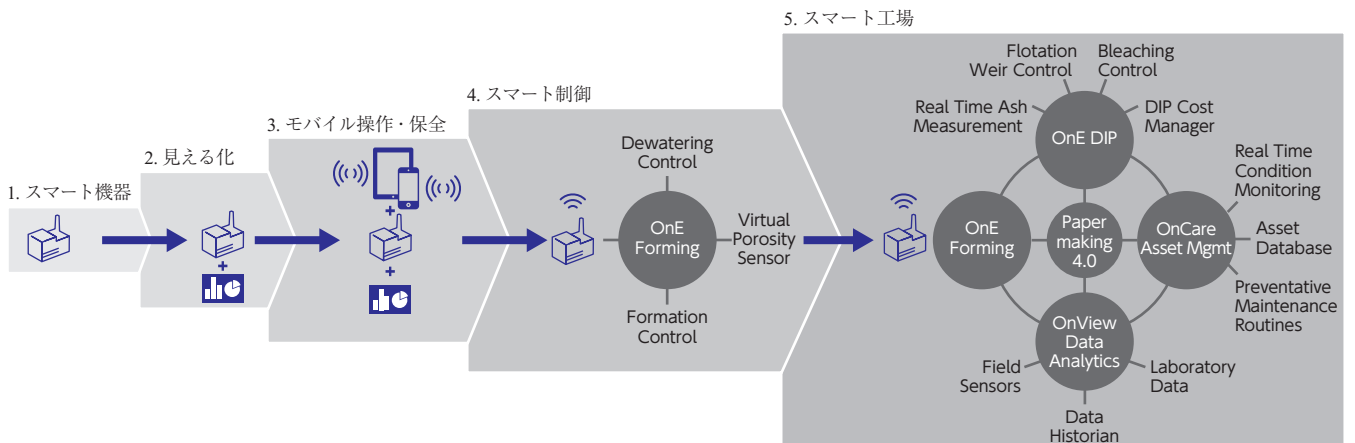 1. スマート機器
+
2. 見える化
+
3. モバイル操作・保全
+
+
4. スマート制御
Dewatering
Control
OnE
Forming
Virtual
Porosity
Sensor
Formation
Control
5. スマート工場
Flotation
Weir Control
Bleaching
Control
Real Time Ash
Measurement
DIP Cost
Manager
OnE DIP
Real Time
Condition
Monitoring
OnE
Forming
Paper
making
4.0
OnCare
Asset Mgmt
Asset
Database
Preventative
Maintenance
Routines
OnView
Data
Analytics
Field
Sensors
Laboratory
Data
Data
Historian